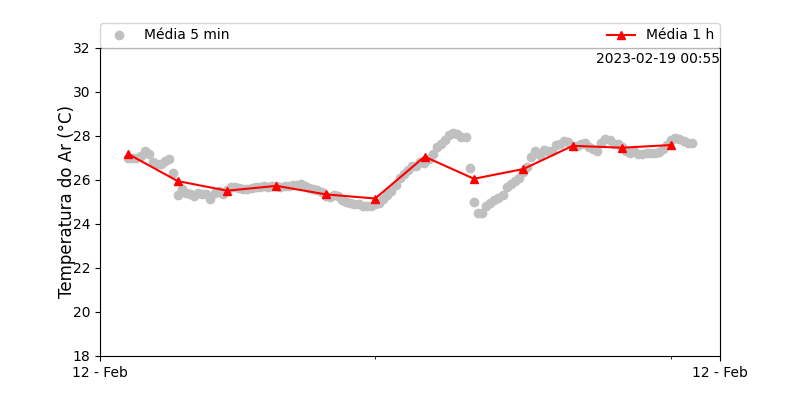 Média 5 min
Média 1 h
2023-02-19 00:55
Temperatura do Ar (°C)
32
30
28
26
24
22
20
18
12 - Feb
12 - Feb